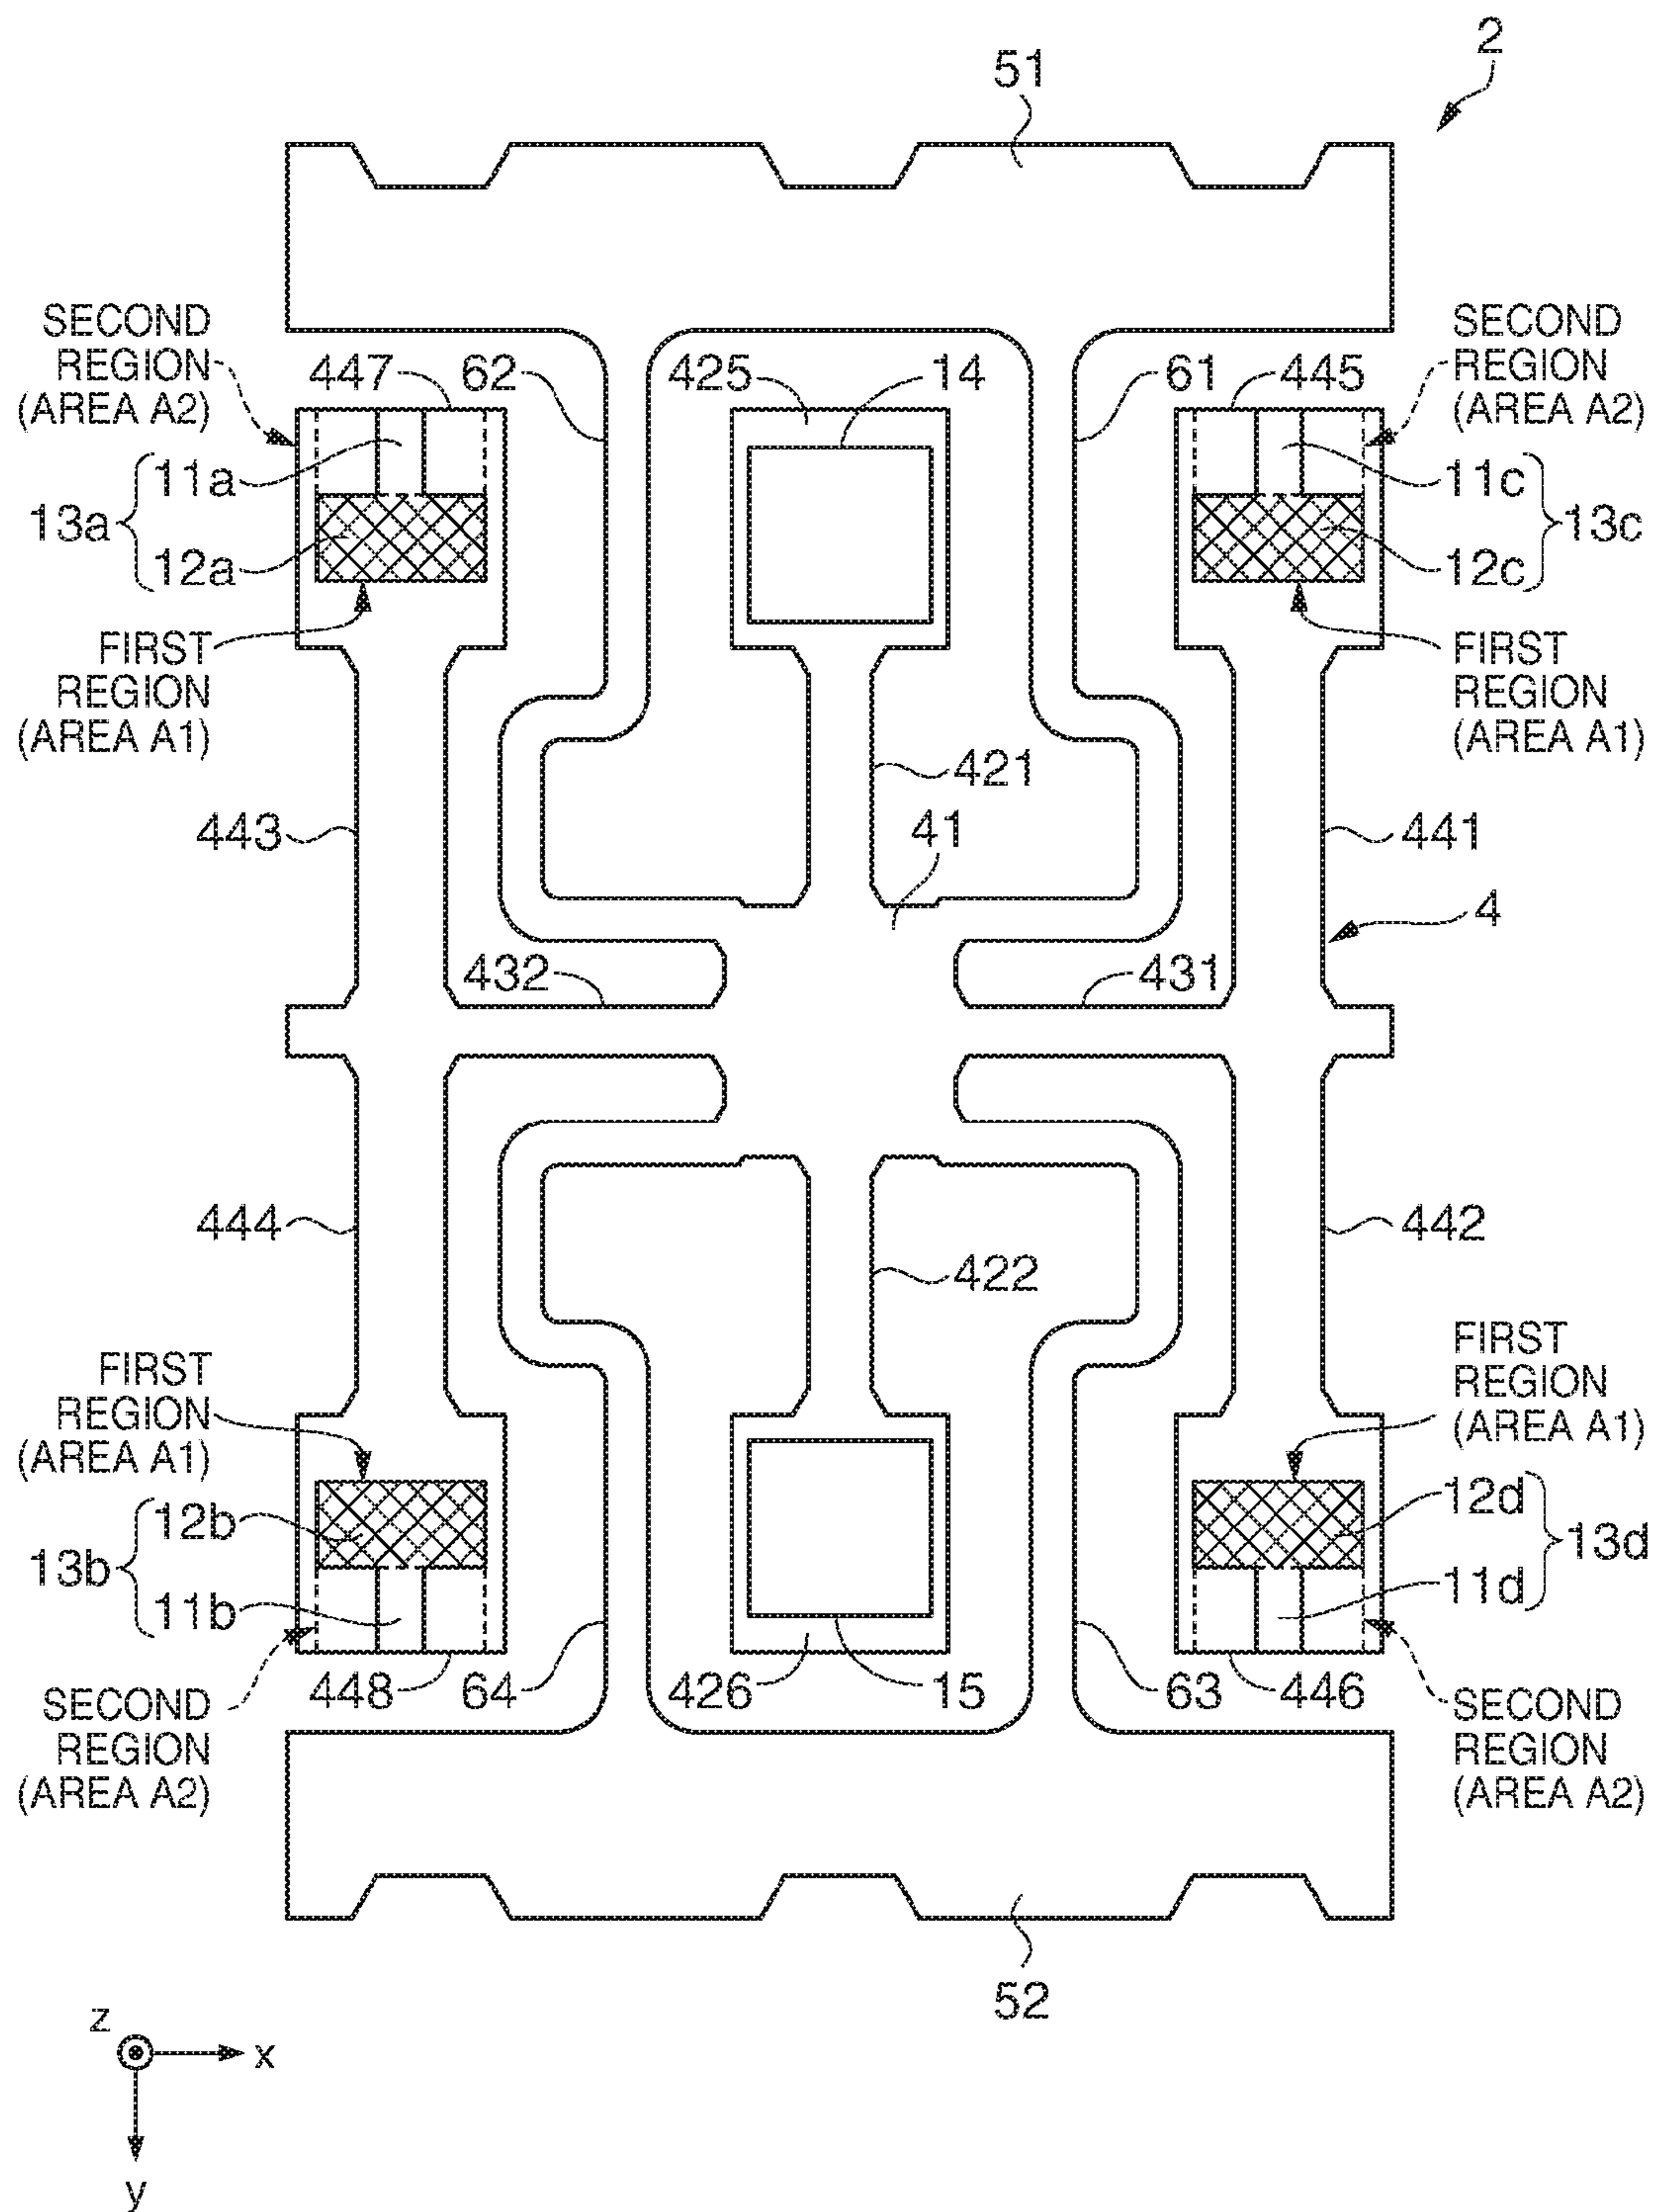 2
51
SECOND
REGION
(AREA A2)
447
62
425
14
61
445
SECOND
REGION
(AREA A2)
13a
11a
12a
11c
12c
13c
FIRST
REGION
(AREA A1)
FIRST
REGION
(AREA A1)
421
443
41
441
4
432
431
444
442
422
FIRST
REGION
(AREA A1)
FIRST
REGION
(AREA A1)
13b
12b
11b
12d
11d
13d
448
64
426
15
63
446
SECOND
REGION
(AREA A2)
SECOND
REGION
(AREA A2)
52
z
x
y